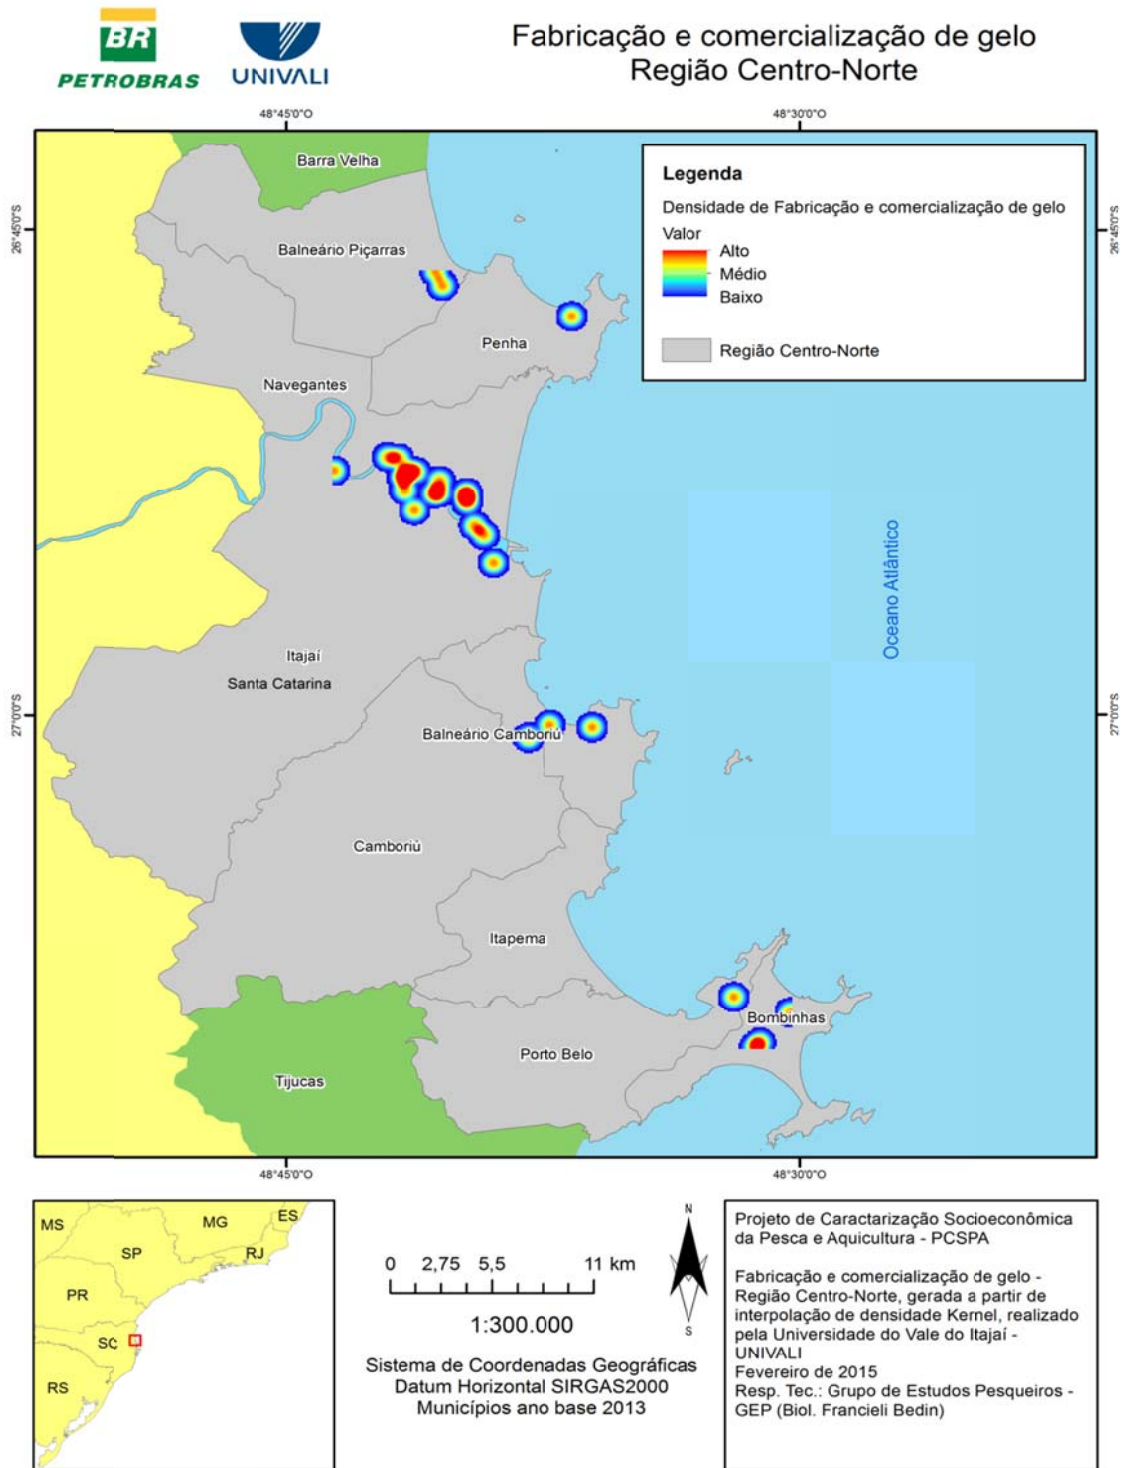 BR
PETROBRAS
UNIVALI
Fabricação e comercialização de gelo
Região Centro-Norte
48°45'0"O
48°30'0"O
26°45'0"S
26°45'0"S
Barra Velha
Legenda
Densidade de Fabricação e comercialização de gelo
Valor
Alto
Médio
Baixo
Região Centro-Norte
Balneário Piçarras
Penha
Navegantes
Oceano Atlântico
Itajaí
Santa Catarina
27°0'0"S
27°0'0"S
Balneário Camboriú
Camboriú
Itapema
Bombinhas
Porto Belo
Tijucas
48°45'0"O
48°30'0"O
MS
MG
ES
SP
RJ
PR
SC
RS
0 2,75 5,5 11 km
1:300.000
Sistema de Coordenadas Geográficas
Datum Horizontal SIRGAS2000
Municípios ano base 2013
N
S
Projeto de Caractarização Socioeconômica
da Pesca e Aquicultura - PCSPA
Fabricação e comercialização de gelo -
Região Centro-Norte, gerada a partir de
interpolação de densidade Kernel, realizado
pela Universidade do Vale do Itajaí -
UNIVALI
Fevereiro de 2015
Resp. Tec.: Grupo de Estudos Pesqueiros -
GEP (Biol. Francieli Bedin)